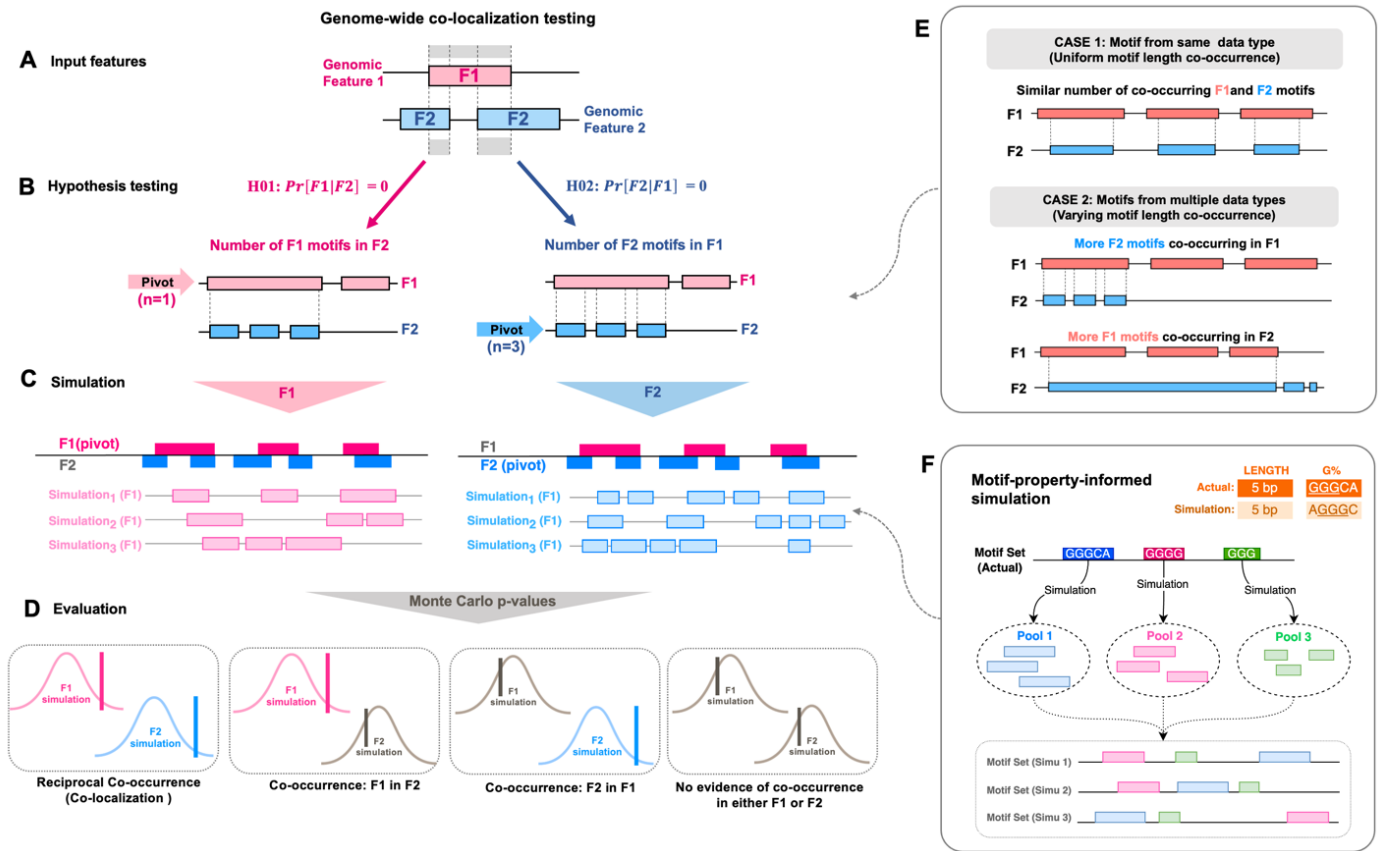 Genome-wide co-localization testing
A Input features
Genomic
Feature 1
F1
F2
F2
Genomic
Feature 2
B Hypothesis testing
H01: Pr[F1|F2] = 0
H02: Pr[F2|F1] = 0
Number of F1 motifs in F2
Number of F2 motifs in F1
Pivot
(n=1)
F1
F2
F1
Pivot
(n=3)
F2
C Simulation
F1
F2
F1(pivot)
F2
Simulation1 (F1)
Simulation2 (F1)
Simulation3 (F1)
F1
F2 (pivot)
Simulation1 (F1)
Simulation2 (F1)
Simulation3 (F1)
D Evaluation
Monte Carlo p-values
F1
simulation
F2
simulation
Reciprocal Co-occurrence
(Co-localization )
F1
simulation
F2
simulation
Co-occurrence: F1 in F2
F1
simulation
F2
simulation
Co-occurrence: F2 in F1
F1
simulation
F2
simulation
No evidence of co-occurrence
in either F1 or F2
E
CASE 1: Motif from same data type
(Uniform motif length co-occurrence)
Similar number of co-occurring F1and F2 motifs
F1
F2
CASE 2: Motifs from multiple data types
(Varying motif length co-occurrence)
More F2 motifs co-occurring in F1
F1
F2
More F1 motifs co-occurring in F2
F1
F2
F
Motif-property-informed
simulation
LENGTH G%
Actual: 5 bp GGGCA
Simulation: 5 bp AGGGC
Motif Set
(Actual)
GGGCA GGGG GGG
Simulation Simulation Simulation
Pool 1 Pool 2 Pool 3
Motif Set (Simu 1)
Motif Set (Simu 2)
Motif Set (Simu 3)